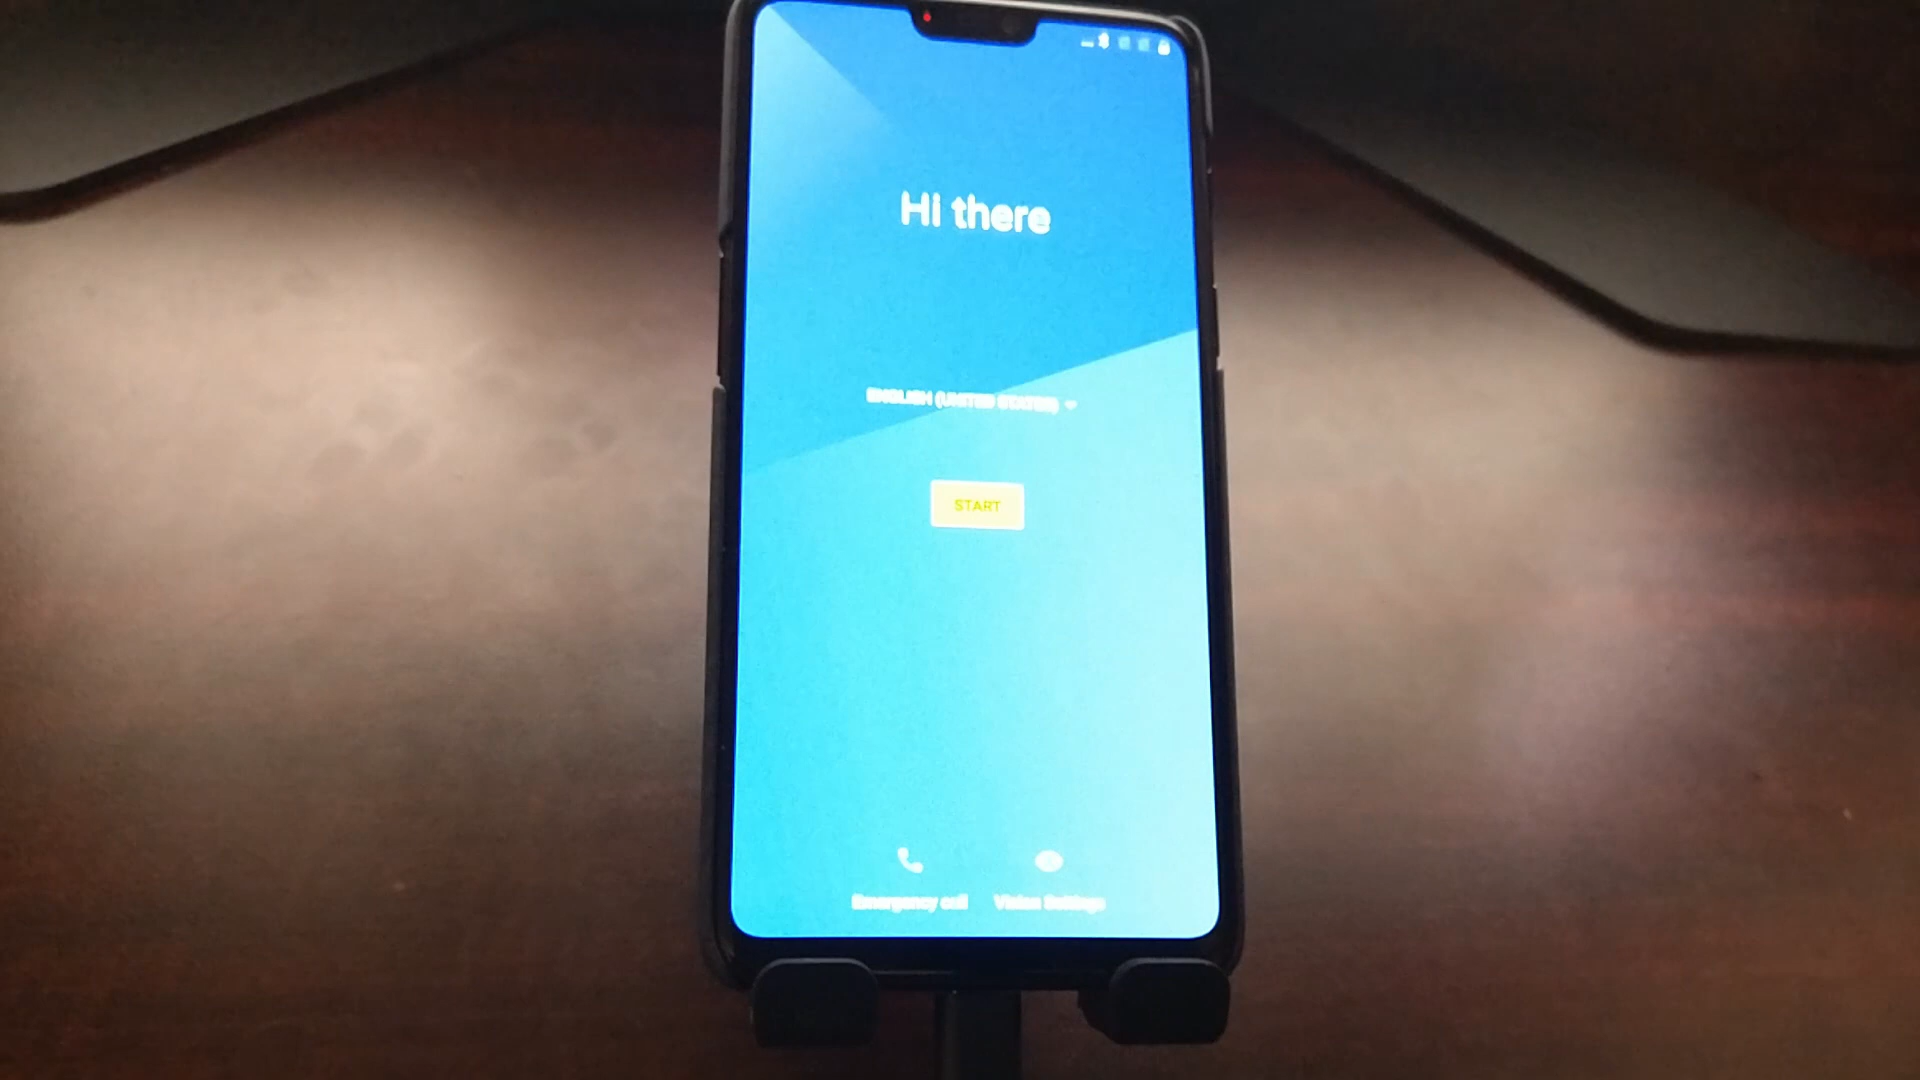 Hi there
ENGLISH (UNITED STATES)
START
Emergency call Vision Settings